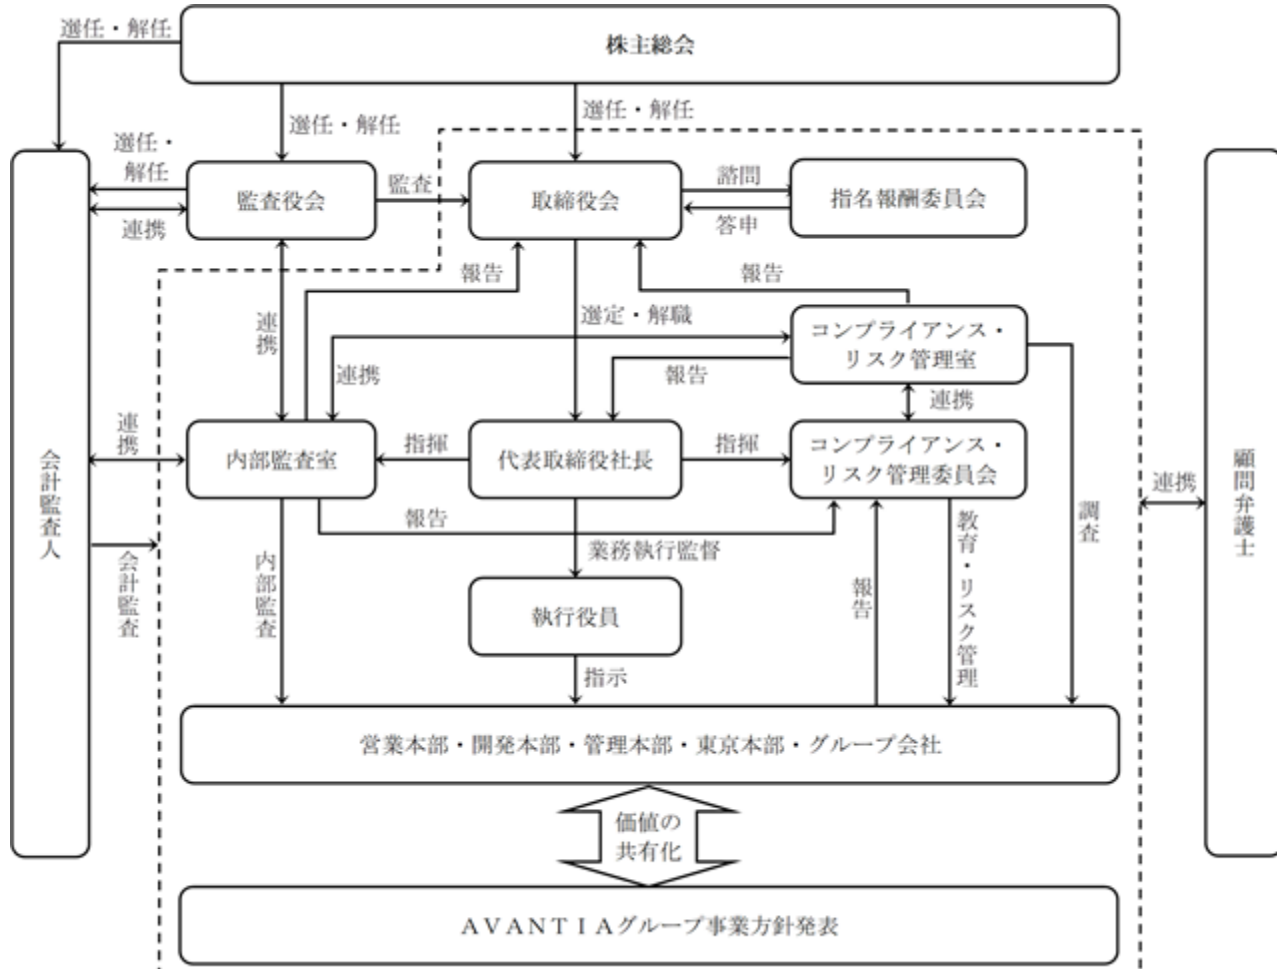 選任・解任
株主総会
選任・解任
選任・解任
選任・
解任
監査役会
監査
取締役会
諮問
答申
指名報酬委員会
連携
報告
報告
連携
選定・解職
コンプライアンス・
リスク管理室
連携
報告
連携
連携
内部監査室
指揮
代表取締役社長
指揮
コンプライアンス・
リスク管理委員会
会計監査人
顧問弁護士
連携
調査
報告
業務執行監督
会計監査
内部監査
執行役員
報告
教育・リスク管理
指示
営業本部・開発本部・管理本部・東京本部・グループ会社
価値の
共有化
AVANTIAグループ事業方針発表